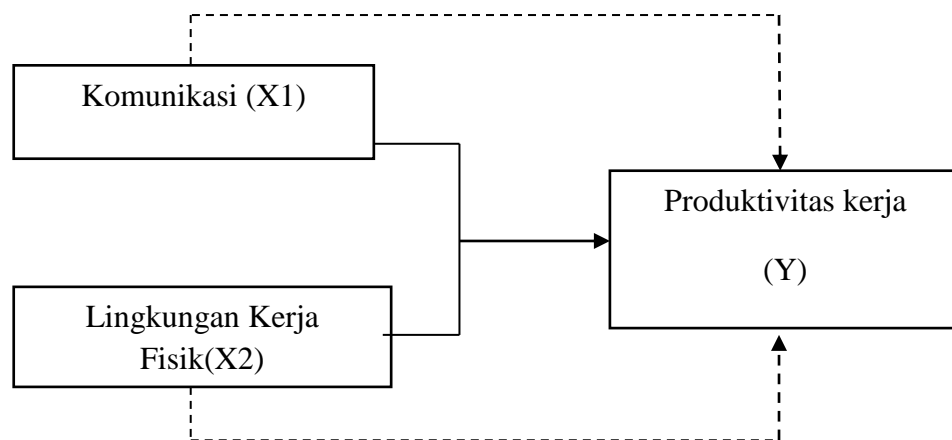 Komunikasi (X1)
Produktivitas kerja
(Y)
Lingkungan Kerja
Fisik(X2)